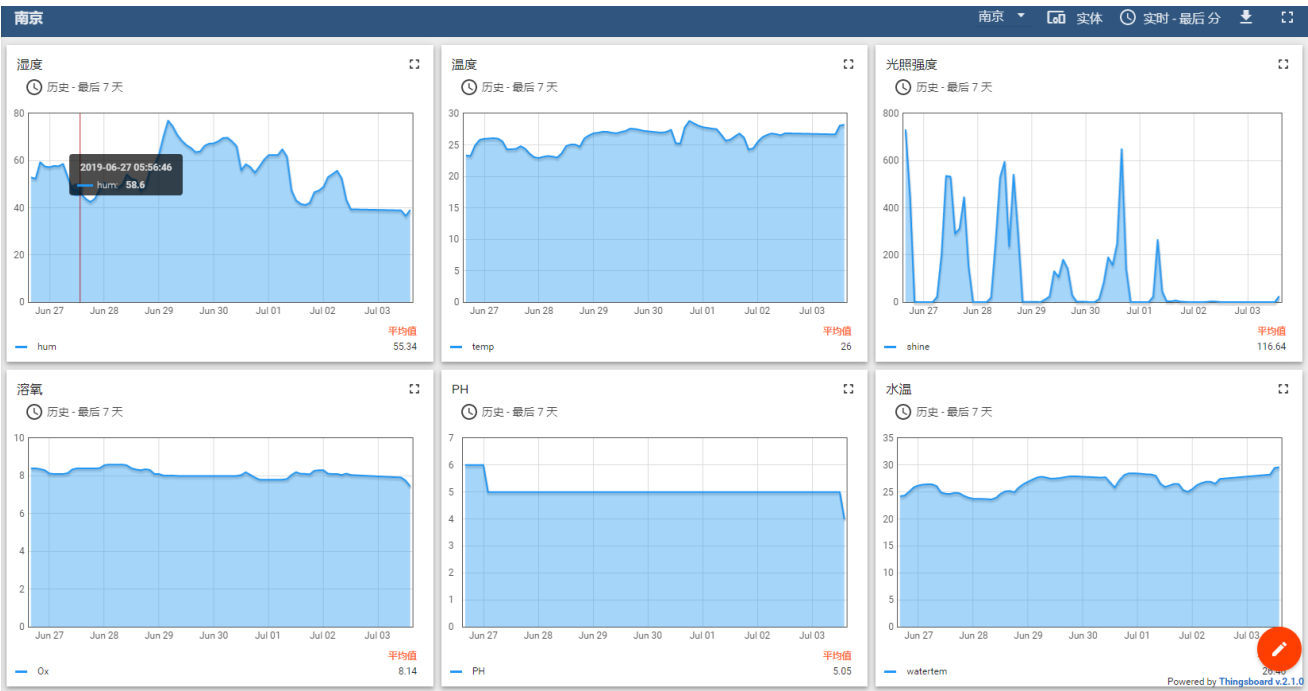 南京 南京 实体 实时 - 最后 分
湿度
历史 - 最后 7 天
80
60
40
20
0
2019-06-27 05:56:46
hum: 58.6
Jun 27 Jun 28 Jun 29 Jun 30 Jul 01 Jul 02 Jul 03
平均值
hum 55.34
温度
历史 - 最后 7 天
30
25
20
15
10
5
0
Jun 27 Jun 28 Jun 29 Jun 30 Jul 01 Jul 02 Jul 03
平均值
temp 26
光照强度
历史 - 最后 7 天
800
600
400
200
0
Jun 27 Jun 28 Jun 29 Jun 30 Jul 01 Jul 02 Jul 03
平均值
shine 116.64
溶氧
历史 - 最后 7 天
10
8
6
4
2
0
Jun 27 Jun 28 Jun 29 Jun 30 Jul 01 Jul 02 Jul 03
平均值
Ox 8.14
PH
历史 - 最后 7 天
7
6
5
4
3
2
1
0
Jun 27 Jun 28 Jun 29 Jun 30 Jul 01 Jul 02 Jul 03
平均值
PH 5.05
水温
历史 - 最后 7 天
35
30
25
20
15
10
5
0
Jun 27 Jun 28 Jun 29 Jun 30 Jul 01 Jul 02 Jul 03
watertem
Powered by Thingsboard v.2.1.0